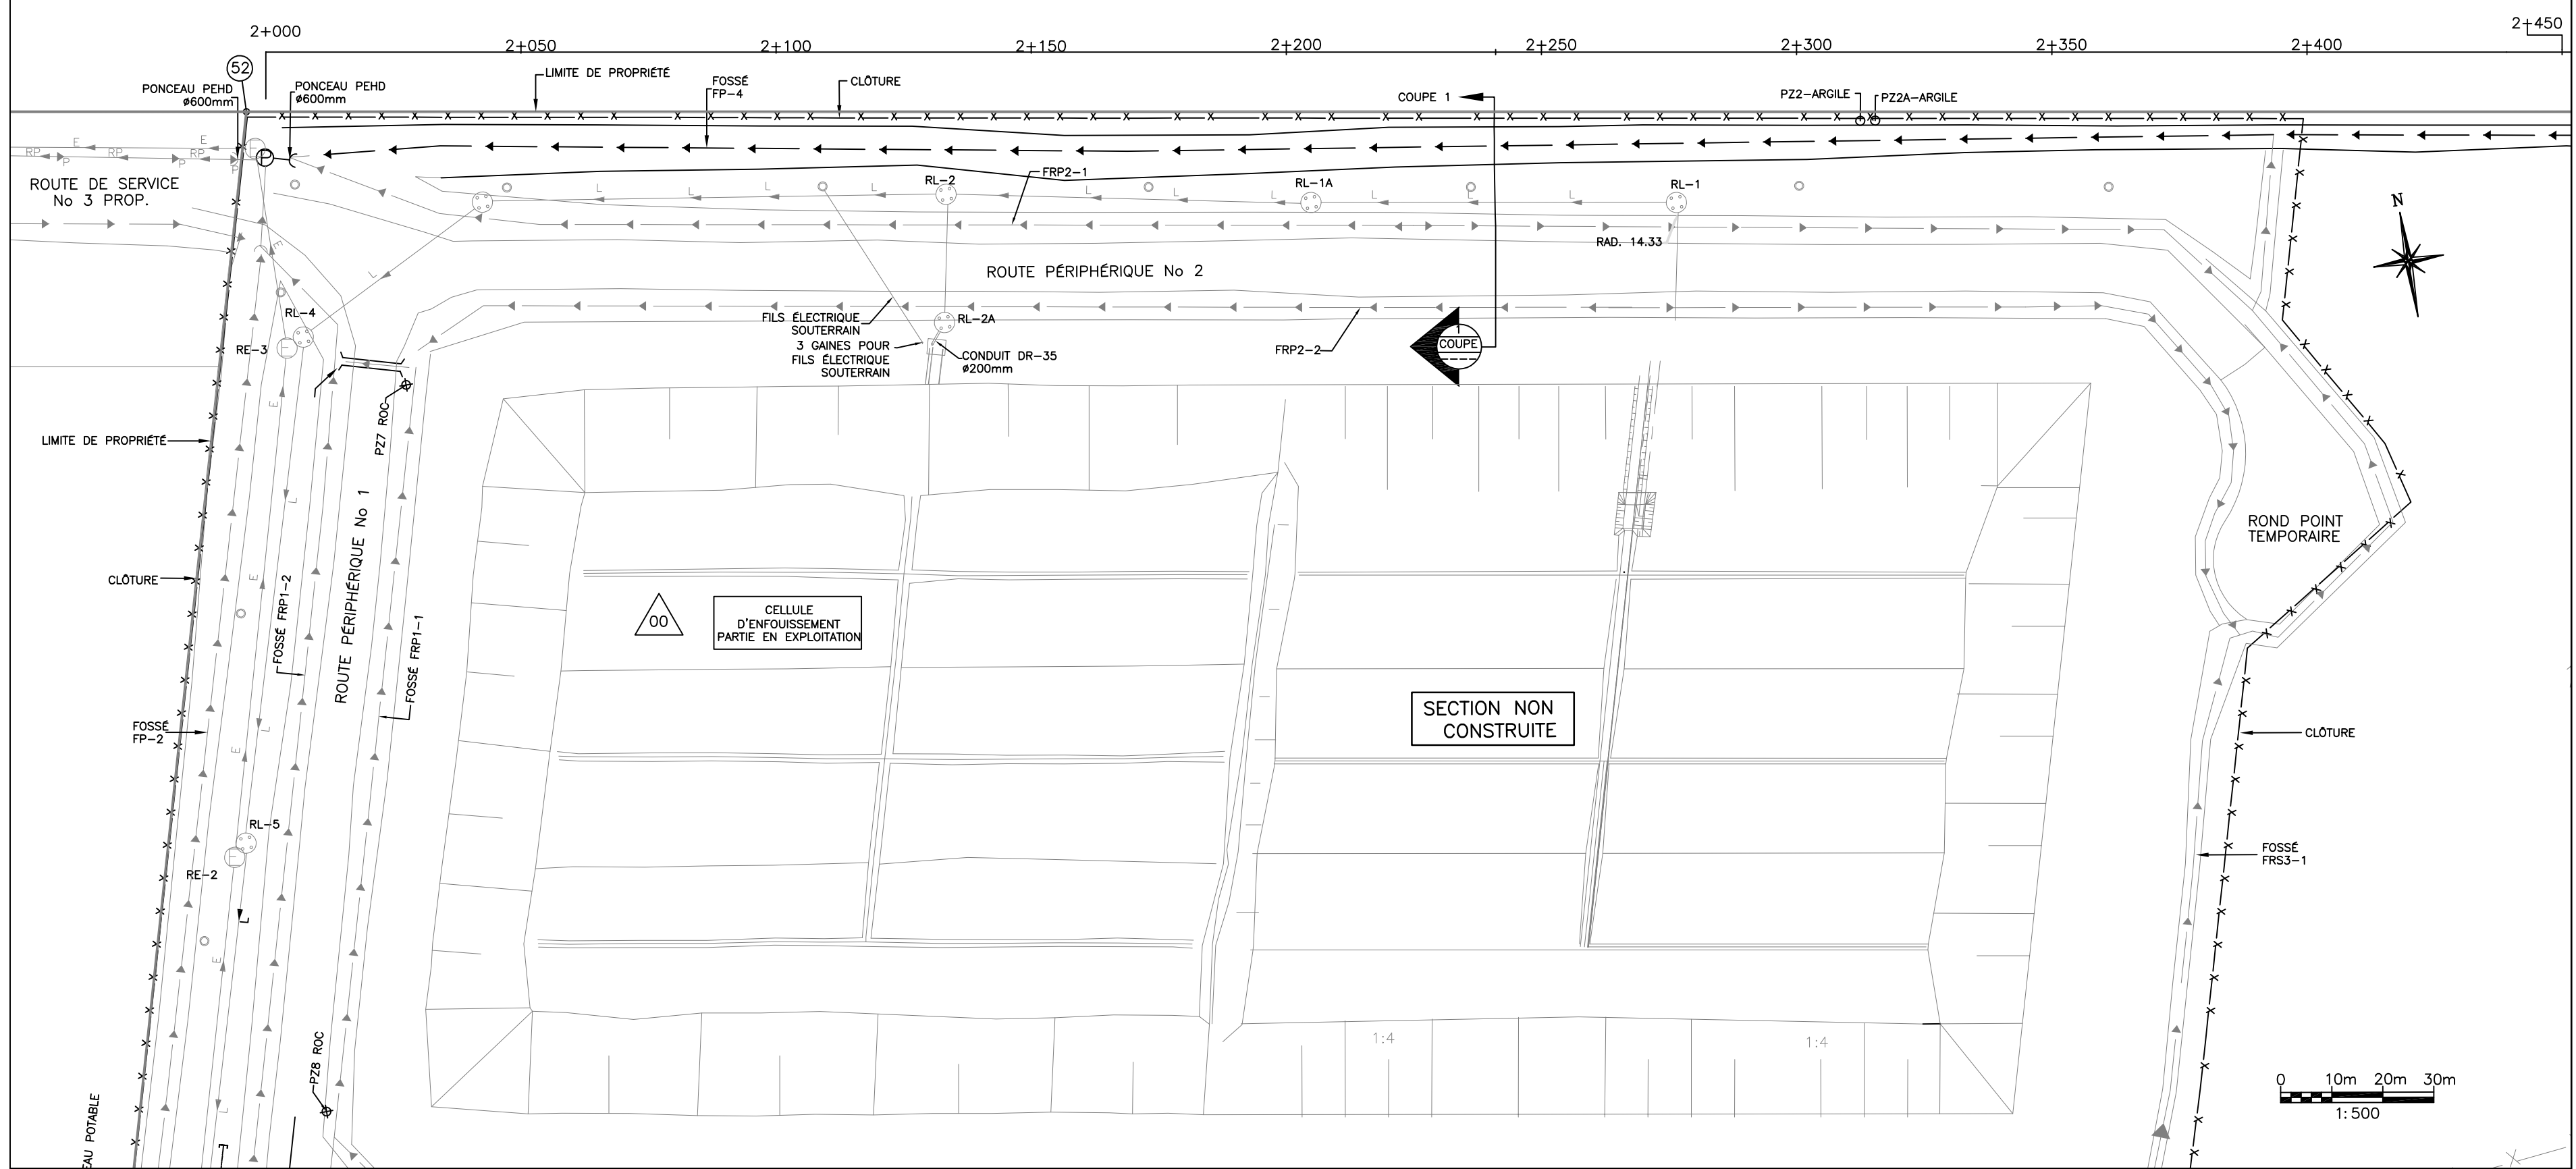 2+000
2+050
2+100
2+150
2+200
2+250
2+300
2+350
2+400
2+450
52
PONCEAU PEHD
ø600mm
PONCEAU PEHD
ø600mm
LIMITE DE PROPRIÉTÉ
FOSSÉ
FP-4
CLÔTURE
COUPE 1
PZ2-ARGILE
PZ2A-ARGILE
E
E
RP
RP
RP
P
P
P
P
ROUTE DE SERVICE
No 3 PROP.
RL-2
FRP2-1
RL-1A
RL-1
L
L
L
L
L
L
L
L
L
L
RAD. 14.33
N
ROUTE PÉRIPHÉRIQUE No 2
E
L
RL-4
RE-3
FILS ÉLECTRIQUE
SOUTERRAIN
3 GAINES POUR
FILS ÉLECTRIQUE
SOUTERRAIN
RL-2A
CONDUIT DR-35
ø200mm
FRP2-2
1
COUPE
PZ7 ROC
LIMITE DE PROPRIÉTÉ
E
L
ROUTE PÉRIPHÉRIQUE No 1
ROND POINT
TEMPORAIRE
CLÔTURE
E
FOSSÉ FRP1-2
FOSSÉ FRP1-1
00
CELLULE
D'ENFOUISSEMENT
PARTIE EN EXPLOITATION
SECTION NON
CONSTRUITE
FOSSÉ
FP-2
L
E
CLÔTURE
RL-5
RE-2
FOSSÉ
FRS3-1
L
E
PZ8 ROC
1:4
1:4
L
EAU POTABLE
0 10m 20m 30m
1:500